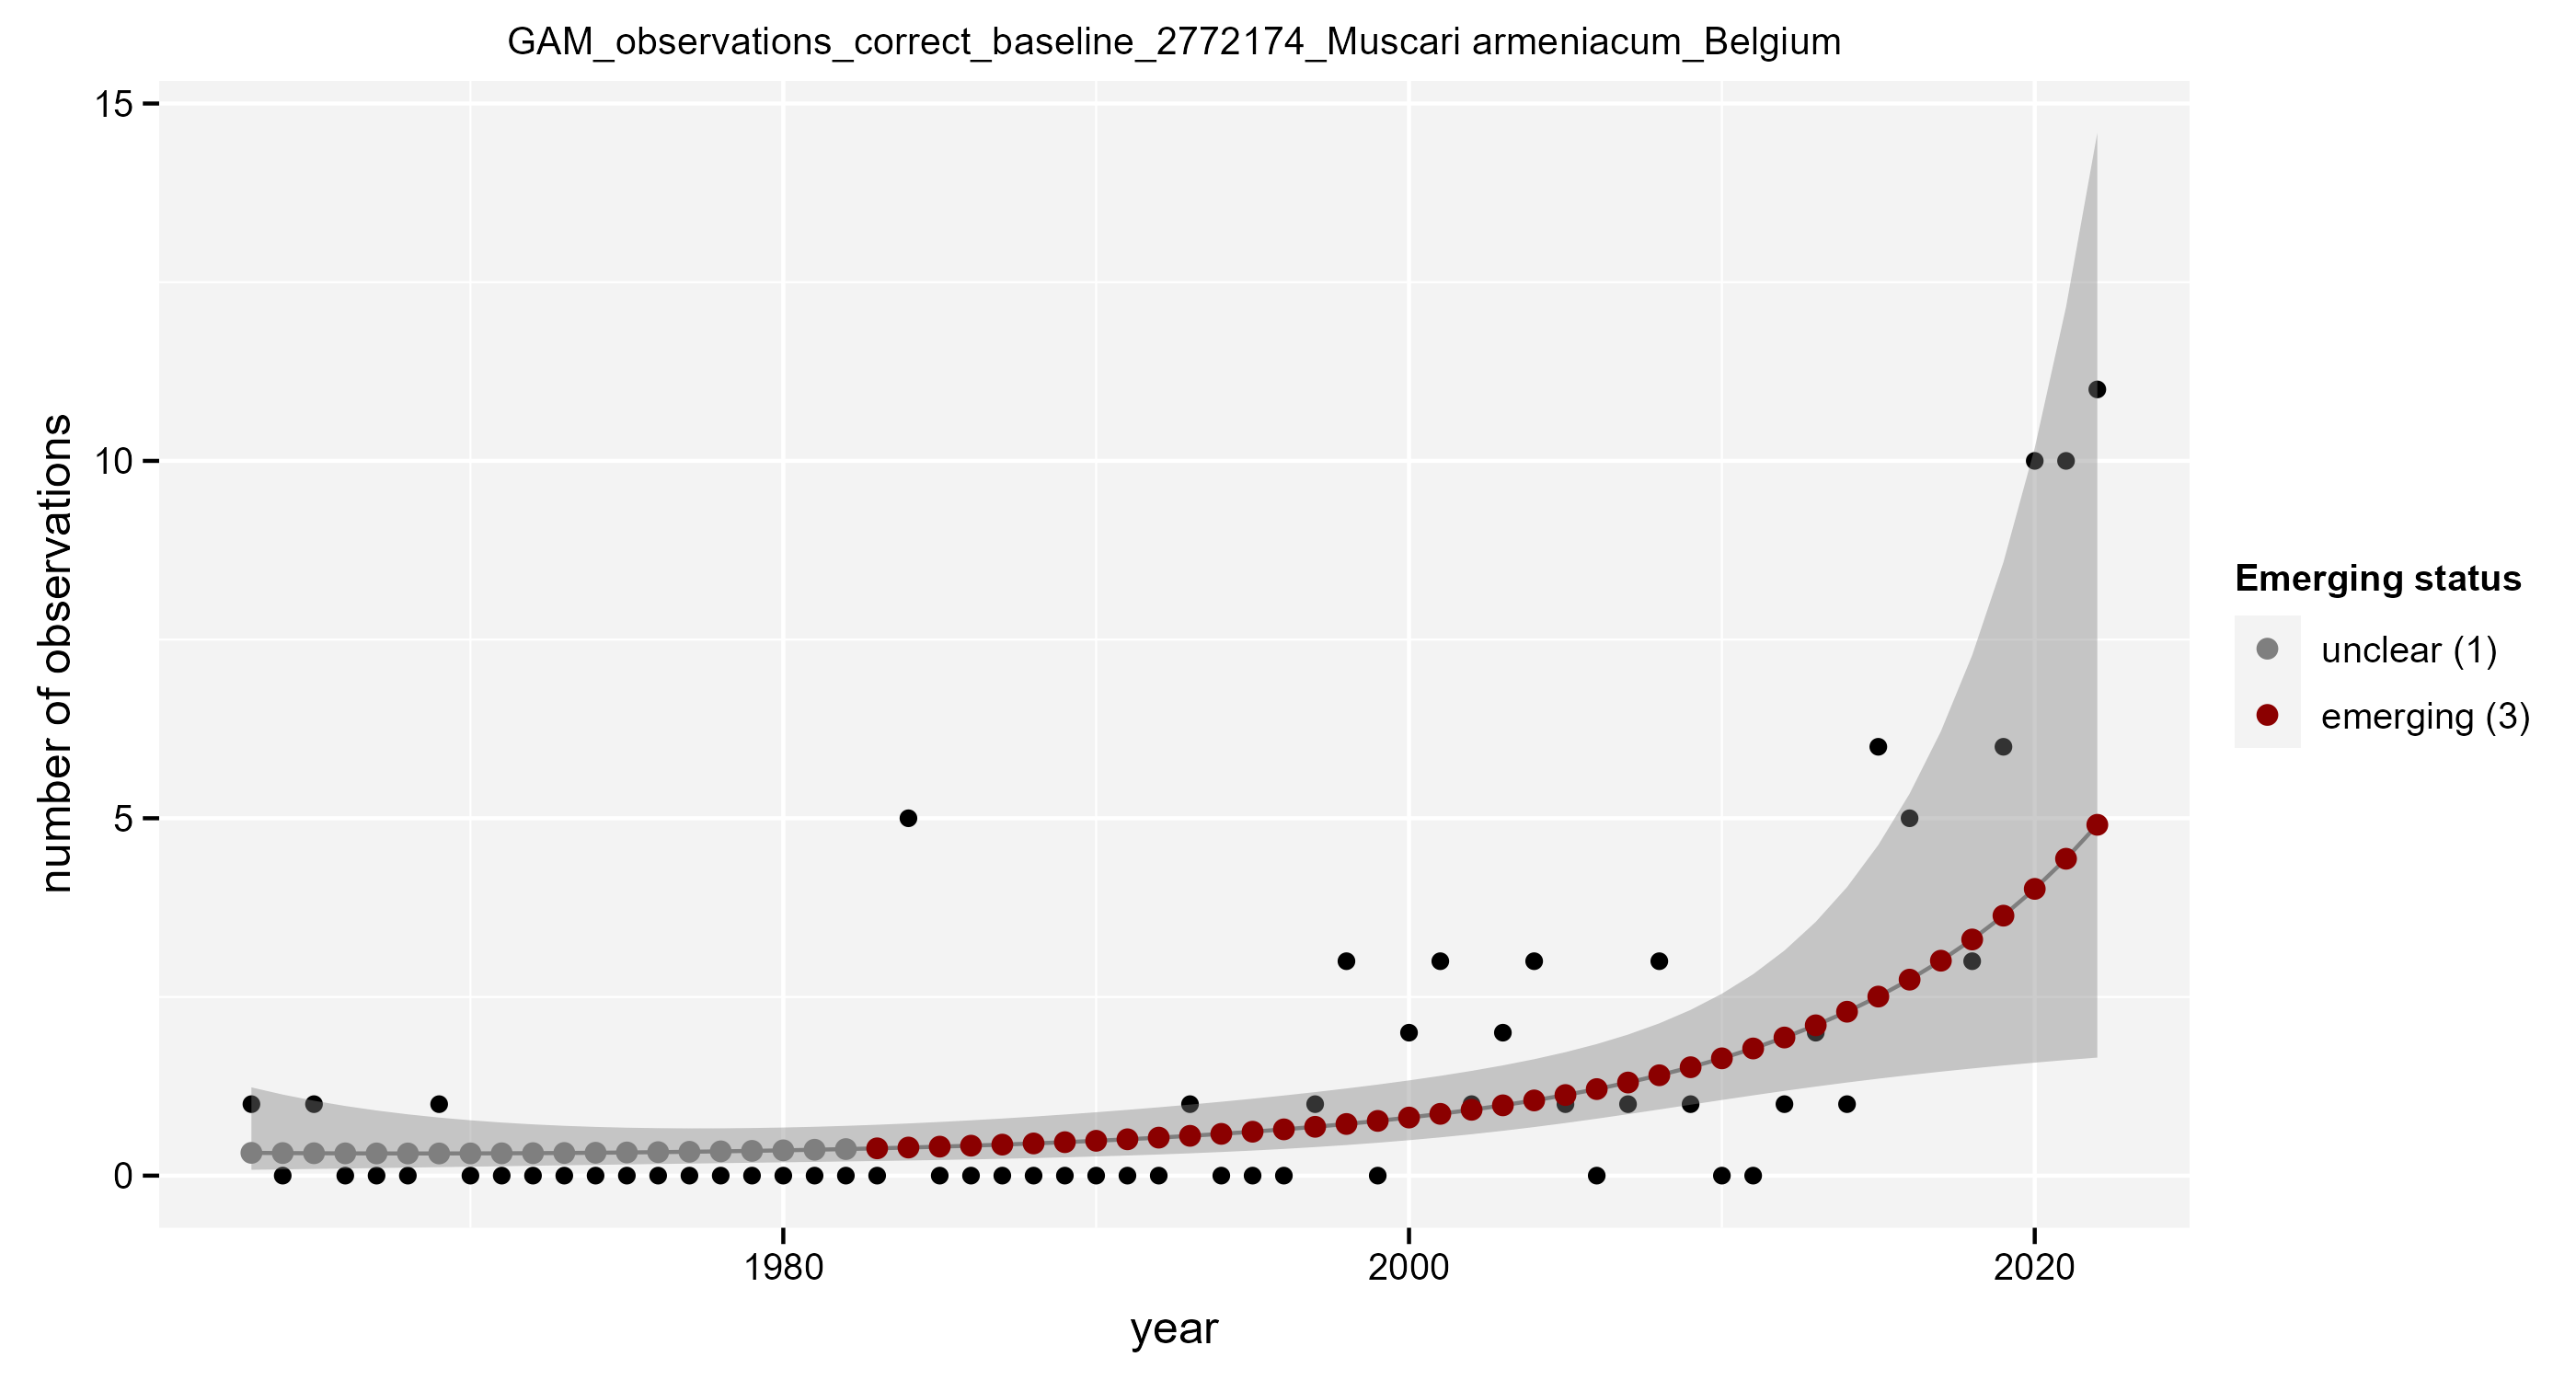 GAM_observations_correct_baseline_2772174_Muscari armeniacum_Belgium
15
10
5
0
number of observations
1980
2000
2020
year
Emerging status
unclear (1)
emerging (3)